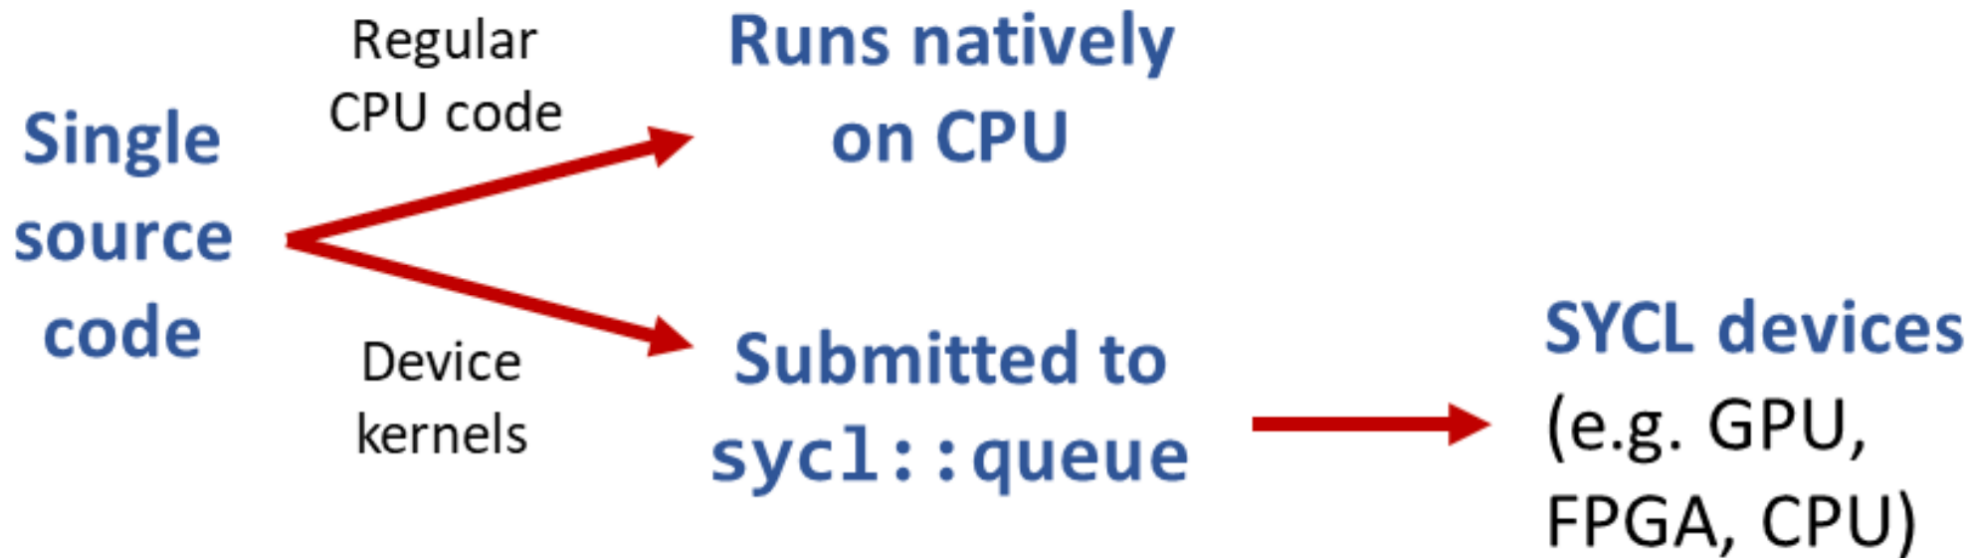 Single
source
code
Regular
CPU code
Runs natively
on CPU
Device
kernels
Submitted to
sycl::queue
SYCL devices
(e.g. GPU,
FPGA, CPU)